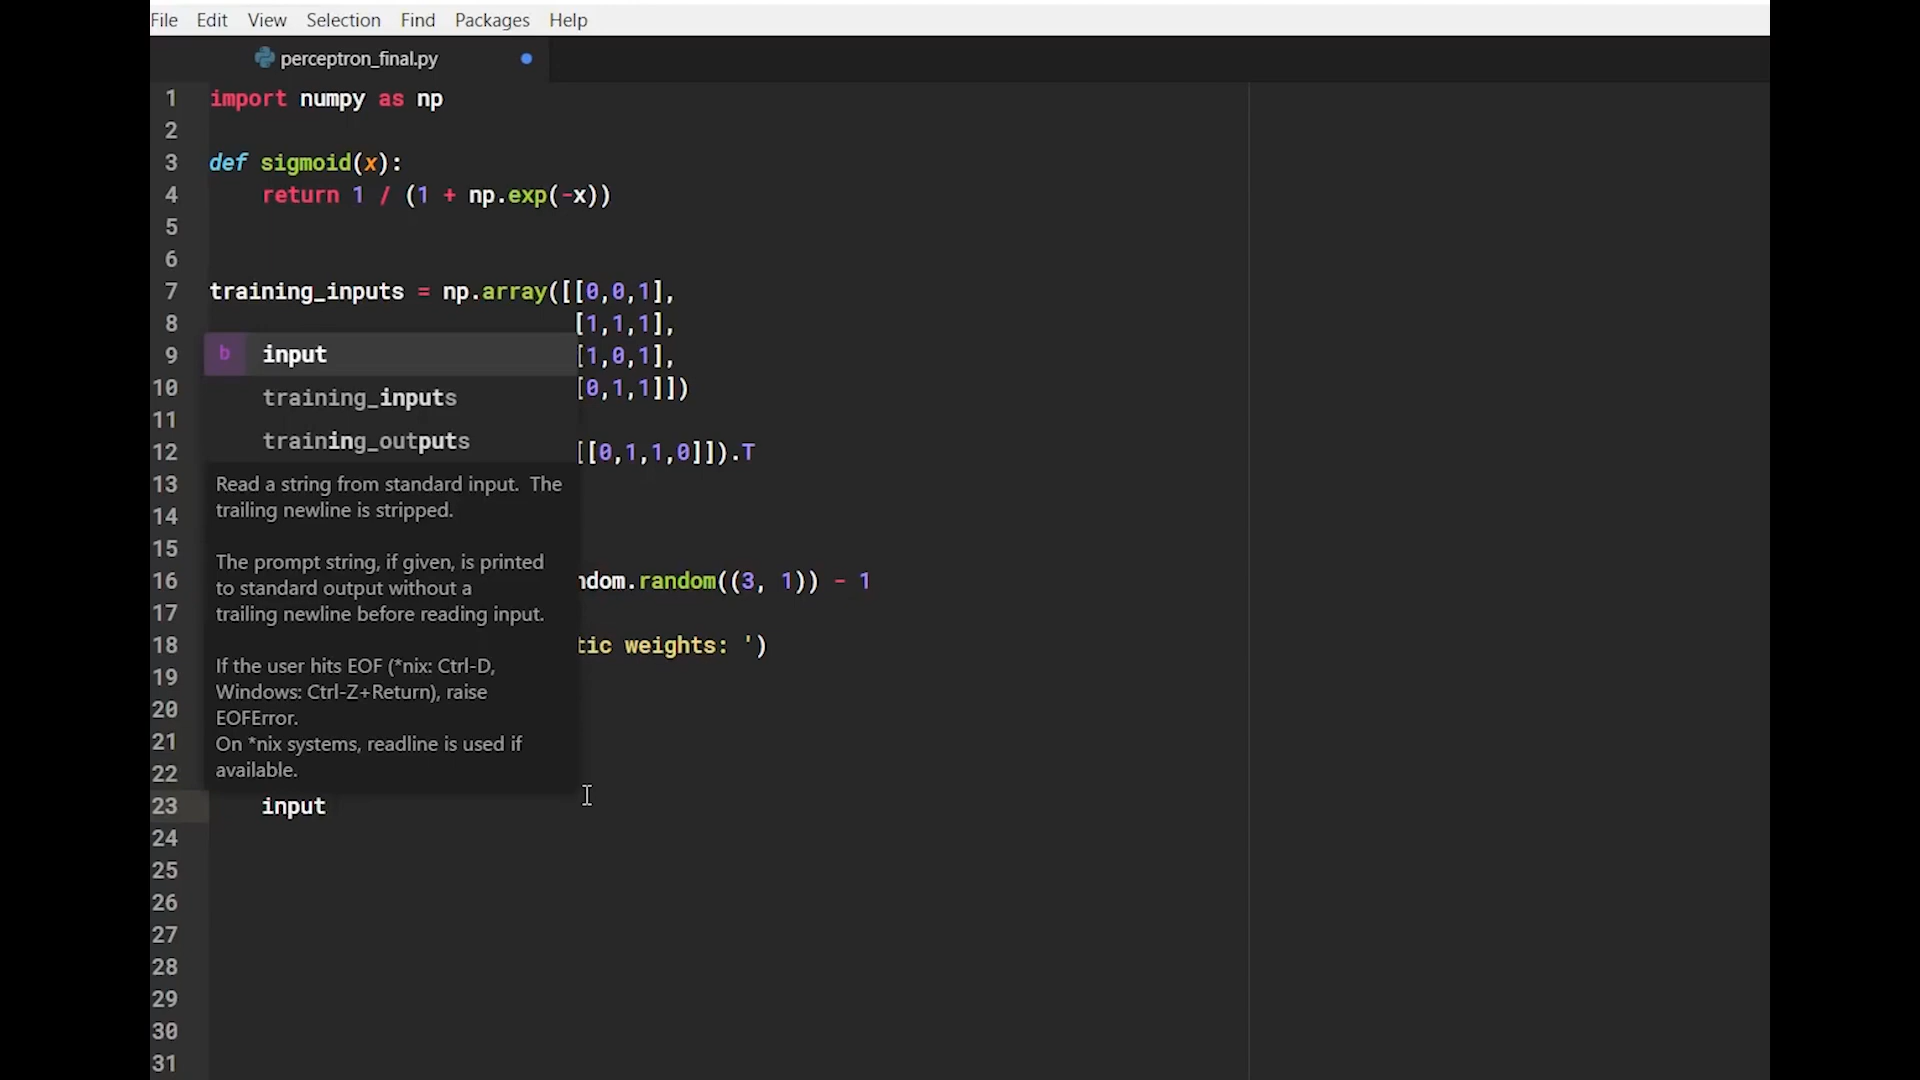 File Edit View Selection Find Packages Help
perceptron_final.py
1 import numpy as np
2
3 def sigmoid(x):
4 return 1 / (1 + np.exp(-x))
5
6
7 training_inputs = np.array([[0,0,1],
8 [1,1,1],
9 [1,0,1],
10 [0,1,1]])
11
12 [[0,1,1,0]]).T
13
14
15
16 ndom.random((3, 1)) - 1
17
18 tic weights: ')
19
20
21
22
23 input
24
25
26
27
28
29
30
31
b input
training_inputs
training_outputs
Read a string from standard input. The
trailing newline is stripped.
The prompt string, if given, is printed
to standard output without a
trailing newline before reading input.
If the user hits EOF (*nix: Ctrl-D,
Windows: Ctrl-Z+Return), raise
EOFError.
On *nix systems, readline is used if
available.